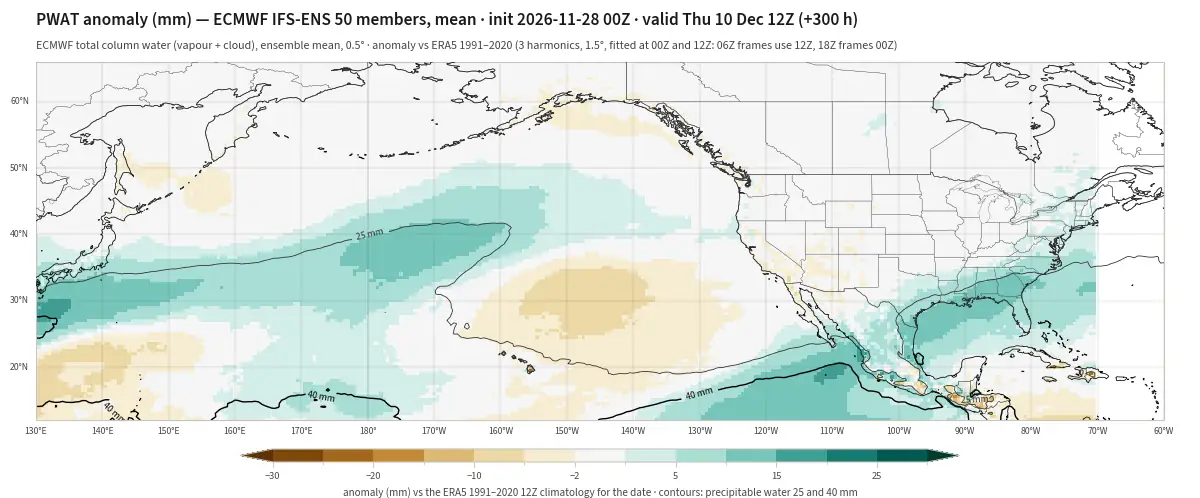 PWAT anomaly (mm) — ECMWF IFS-ENS 50 members, mean · init 2026-11-28 00Z · valid Thu 10 Dec 12Z (+300 h)
ECMWF total column water (vapour + cloud), ensemble mean, 0.5° · anomaly vs ERA5 1991–2020 (3 harmonics, 1.5°, fitted at 00Z and 12Z: 06Z frames use 12Z, 18Z frames 00Z)
60°N
50°N
40°N
30°N
20°N
25 mm
40 mm
40 mm
40 mm
25 mm
130°E 140°E 150°E 160°E 170°E 180° 170°W 160°W 150°W 140°W 130°W 120°W 110°W 100°W 90°W 80°W 70°W 60°W
−30 −20 −10 −2 5 15 25
anomaly (mm) vs the ERA5 1991–2020 12Z climatology for the date · contours: precipitable water 25 and 40 mm